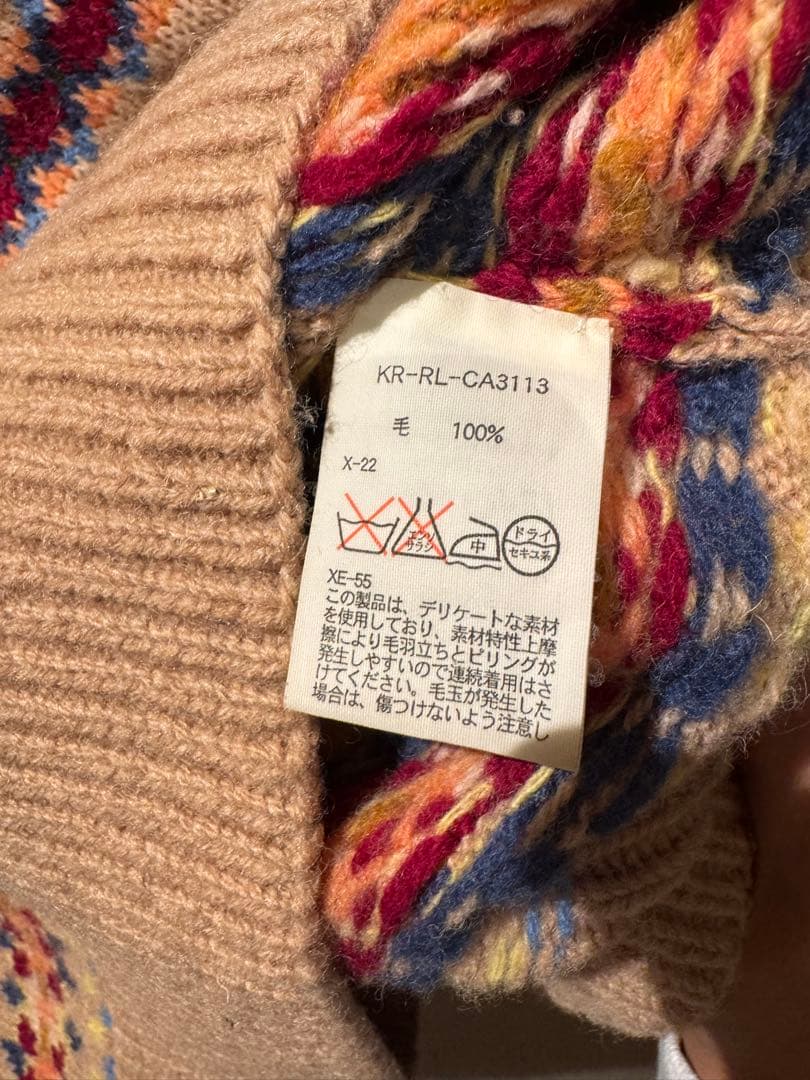 KR-RL-CA3113
毛 100%
X-22
エンソ
サラシ
中
ドライ
セキユ系
XE-55
この製品は、デリケートな素材
を使用しており、素材特性上摩
擦により毛羽立ちとピリングが
発生しやすいので連続着用はさ
けてください。毛玉が発生した
場合は、傷つけないよう注意し